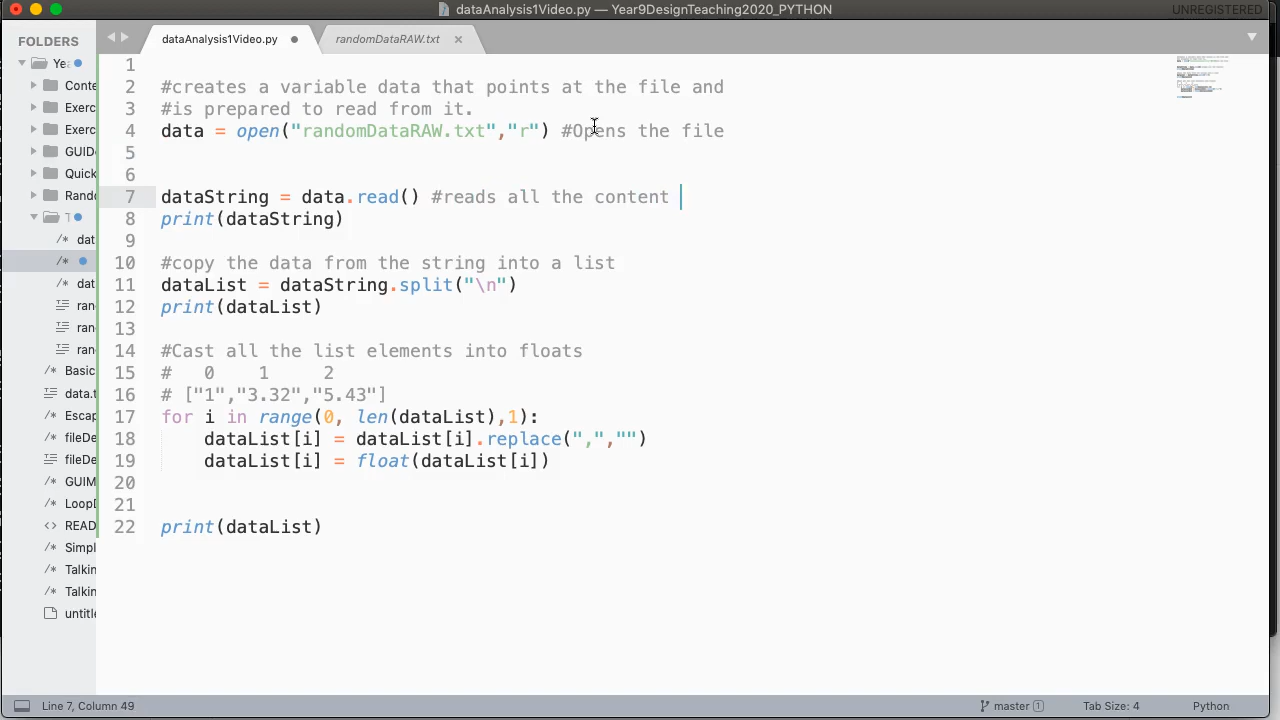 dataAnalysis1Video.py — Year9DesignTeaching2020_PYTHON
UNREGISTERED
FOLDERS
dataAnalysis1Video.py
randomDataRAW.txt
Ye
Conte
Exerc
Exerc
GUID
Quick
Rand
T
/* dat
/*
/* dat
ran
ran
ran
/* Basic
data.t
/* Escap
/* fileDe
fileDe
/* GUIM
/* LoopD
<> READ
/* Simpl
/* Talkin
/* Talkin
untitle
1
2 #creates a variable data that points at the file and
3 #is prepared to read from it.
4 data = open("randomDataRAW.txt","r") #Opens the file
5
6
7 dataString = data.read() #reads all the content
8 print(dataString)
9
10 #copy the data from the string into a list
11 dataList = dataString.split("\n")
12 print(dataList)
13
14 #Cast all the list elements into floats
15 #   0    1     2
16 # ["1","3.32","5.43"]
17 for i in range(0, len(dataList),1):
18     dataList[i] = dataList[i].replace(",","")
19     dataList[i] = float(dataList[i])
20
21
22 print(dataList)
Line 7, Column 49
master 1
Tab Size: 4
Python